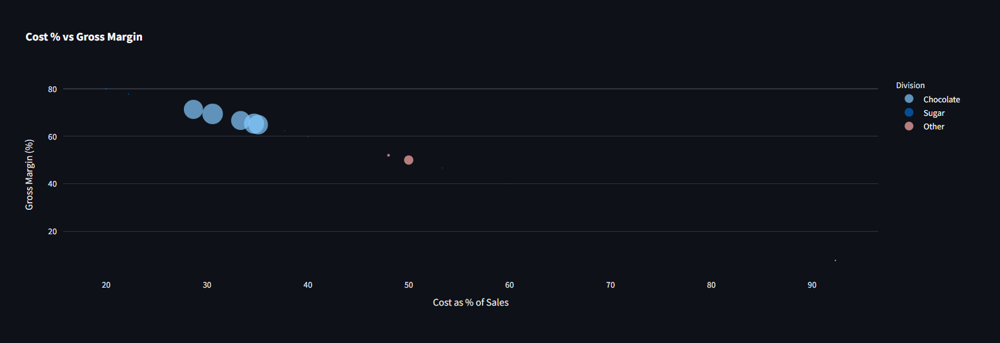 Cost % vs Gross Margin
80
60
40
20
Gross Margin (%)
20 30 40 50 60 70 80 90
Cost as % of Sales
Division
Chocolate
Sugar
Other